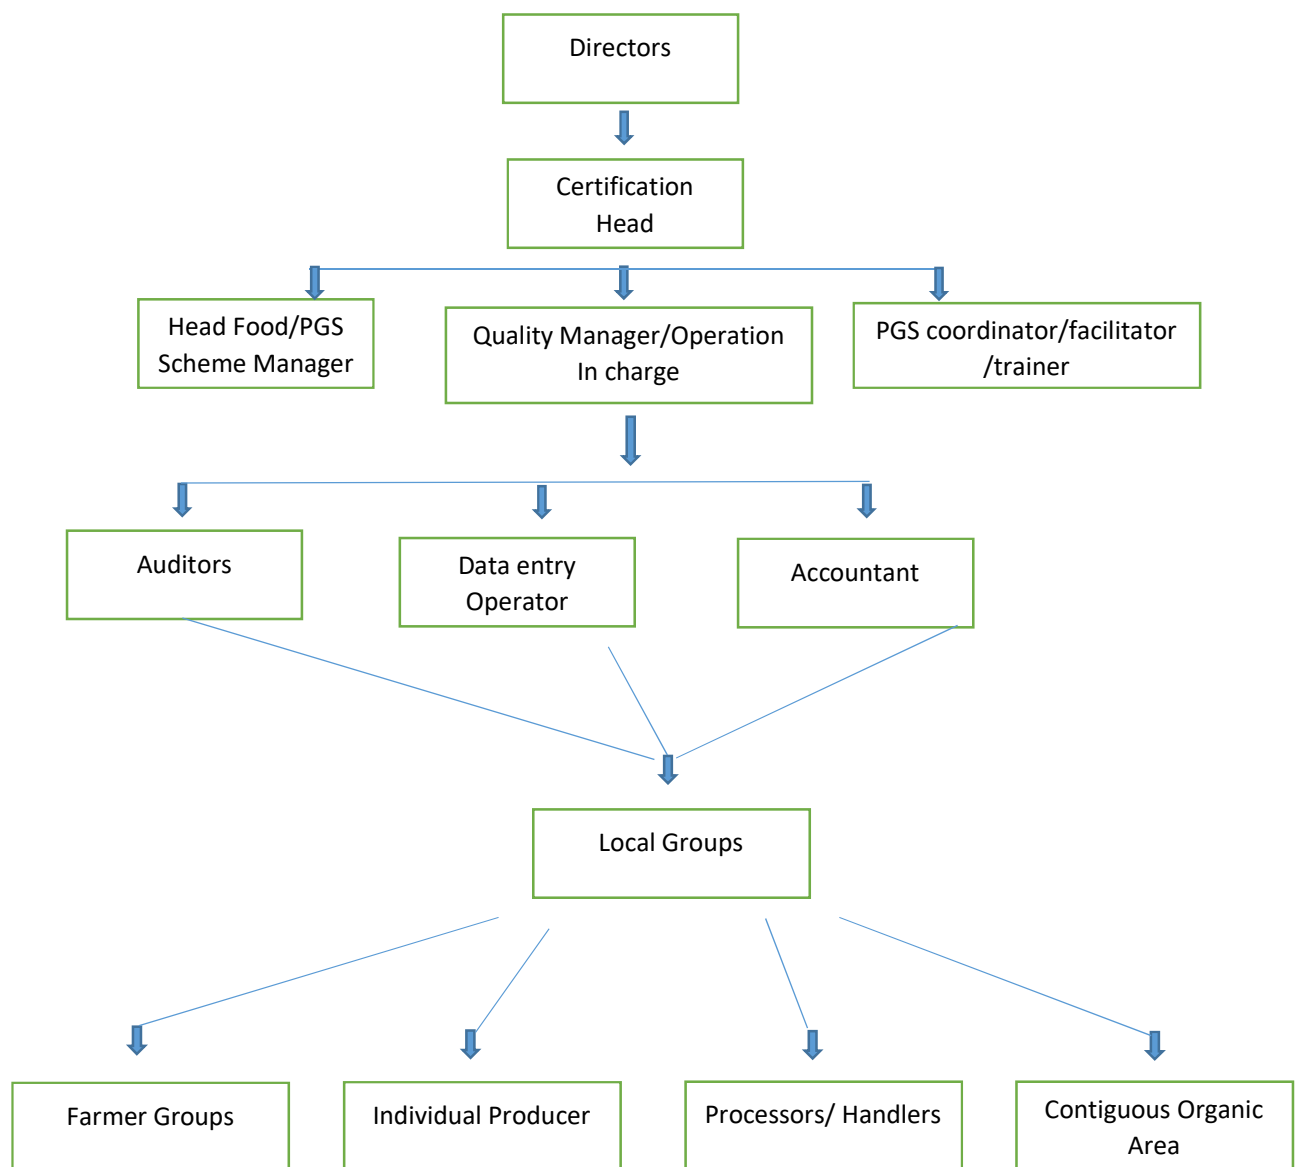 Directors
Certification
Head
Head Food/PGS
Scheme Manager
Quality Manager/Operation
In charge
PGS coordinator/facilitator
/trainer
Auditors
Data entry
Operator
Accountant
Local Groups
Farmer Groups
Individual Producer
Processors/ Handlers
Contiguous Organic
Area